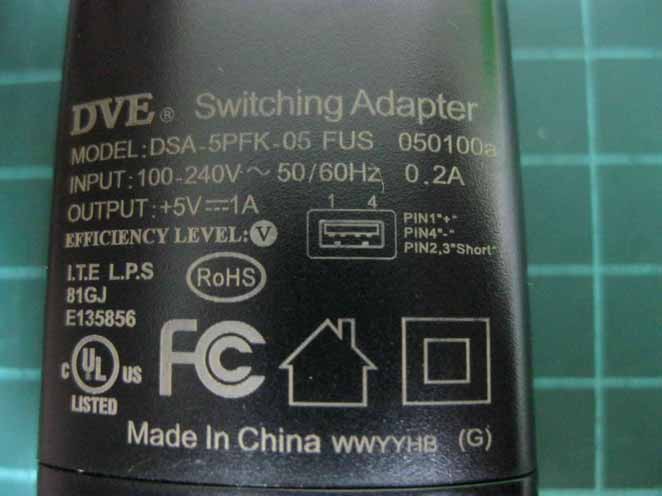 DVE® Switching Adapter
MODEL:DSA-5PFK-05 FUS 050100a
INPUT:100-240V～50/60Hz 0.2A
OUTPUT:+5V⎓1A
1 4
EFFICIENCY LEVEL:Ⓥ
PIN1"+"
PIN4"-"
PIN2,3"Short"
I.T.E L.P.S
81GJ
E135856
RoHS
FC
c UL us
LISTED
Made In China WWYYHB (G)